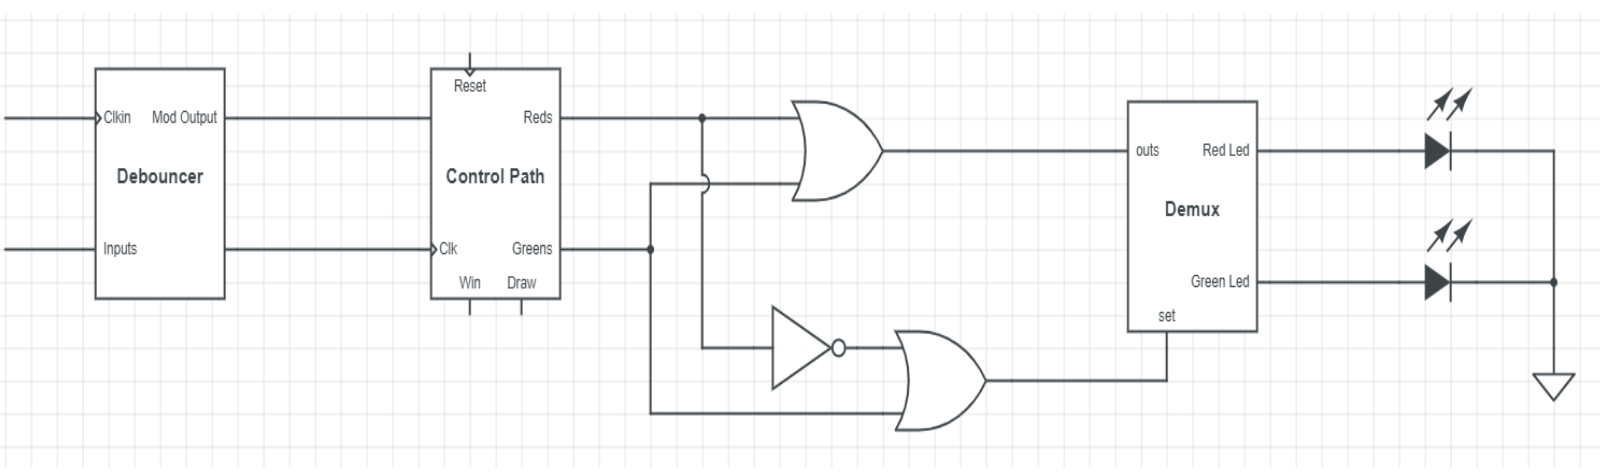 Clkin Mod Output
Debouncer
Inputs
Reset
Reds
Control Path
Clk Greens
Win Draw
outs Red Led
Demux
Green Led
set